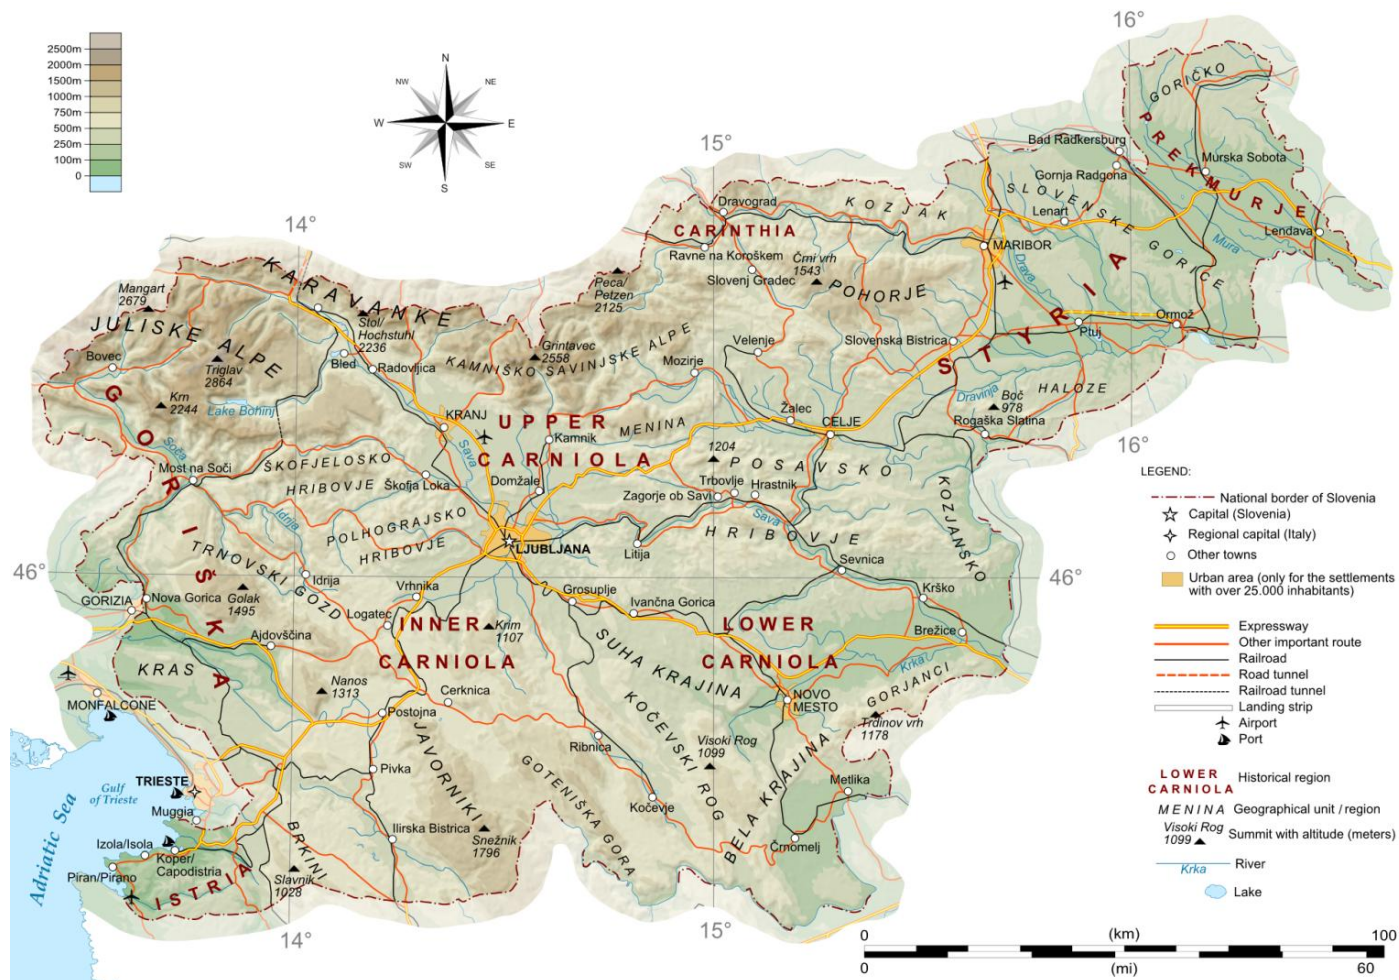 2500m
2000m
1500m
1000m
750m
500m
250m
100m
0
N
NE
E
SE
S
SW
W
NW
14°
15°
16°
GORIČKO
PREKMURJE
Bad Radkersburg
Murska Sobota
Gornja Radgona
SLOVENSKE GORICE
Lenart
Lendava
Mura
Dravograd
KOZJAK
CARINTHIA
MARIBOR
Ravne na Koroškem
Črni vrh
1543
Slovenj Gradec
POHORJE
Drava
Peca/
Petzen
2125
KARAVANKE
Mangart
2679
JULISKE ALPE
Stol/
Hochstuhl
2236
Grintavec
2558
KAMNIŠKO SAVINJSKE ALPE
Bovec
Triglav
2864
Bled
Radovljica
Mozirje
Velenje
Slovenska Bistrica
STYRIA
Ptuj
Ormož
Krn
2244
Lake Bohinj
KRANJ
UPPER
CARNIOLA
Kamnik
MENINA
Žalec
CELJE
Dravinja
Boč
978
HALOZE
Rogaška Slatina
16°
GORIŠKA
Soča
Most na Soči
ŠKOFJELOSKO
HRIBOVJE
Škofja Loka
Sava
Domžale
1204
POSAVSKO
HRIBOVJE
Trbovlje
Zagorje ob Savi
Hrastnik
Sava
KOZJANSKO
Idrija
POLHOGRAJSKO
HRIBOVJE
LJUBLJANA
Litija
Sevnica
46°
46°
TRNOVSKI GOZD
Idrija
Golak
1495
Vrhnika
Logatec
Grosuplje
Ivančna Gorica
Krško
Brežice
GORIZIA
Nova Gorica
Ajdovščina
INNER
CARNIOLA
Krim
1107
LOWER
CARNIOLA
Krka
KRAS
Nanos
1313
Cerknica
SUHA KRAJINA
NOVO
MESTO
GORJANCI
Trdinov vrh
1178
MONFALCONE
Postojna
JAVORNIKI
Ribnica
KOČEVSKI ROG
Visoki Rog
1099
BELA KRAJINA
Metlika
TRIESTE
Gulf
of Trieste
Adriatic Sea
Muggia
Pivka
GOTENIŠKA GORA
Kočevje
Črnomelj
Izola/Isola
Koper/
Capodistria
Piran/Pirano
ISTRIA
BRKINI
Slavnik
1028
Ilirska Bistrica
Snežnik
1796
14°
15°
LEGEND:
National border of Slovenia
Capital (Slovenia)
Regional capital (Italy)
Other towns
Urban area (only for the settlements
with over 25.000 inhabitants)
Expressway
Other important route
Railroad
Road tunnel
Railroad tunnel
Landing strip
Airport
Port
LOWER
CARNIOLA
Historical region
MENINA
Geographical unit / region
Visoki Rog
1099
Summit with altitude (meters)
Krka
River
Lake
0
(km)
100
0
(mi)
60